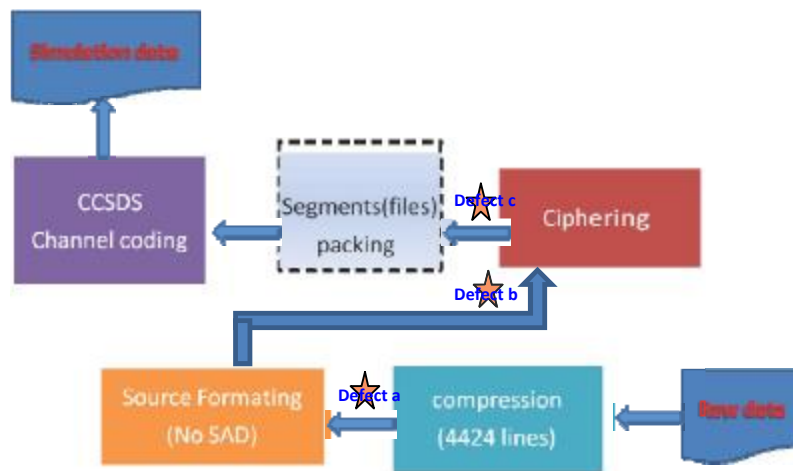 Simulation data
CCSDS
Channel coding
Segments(files)
packing
Defect c
Ciphering
Defect b
Source Formating
(No SAD)
Defect a
compression
(4424 lines)
Raw data